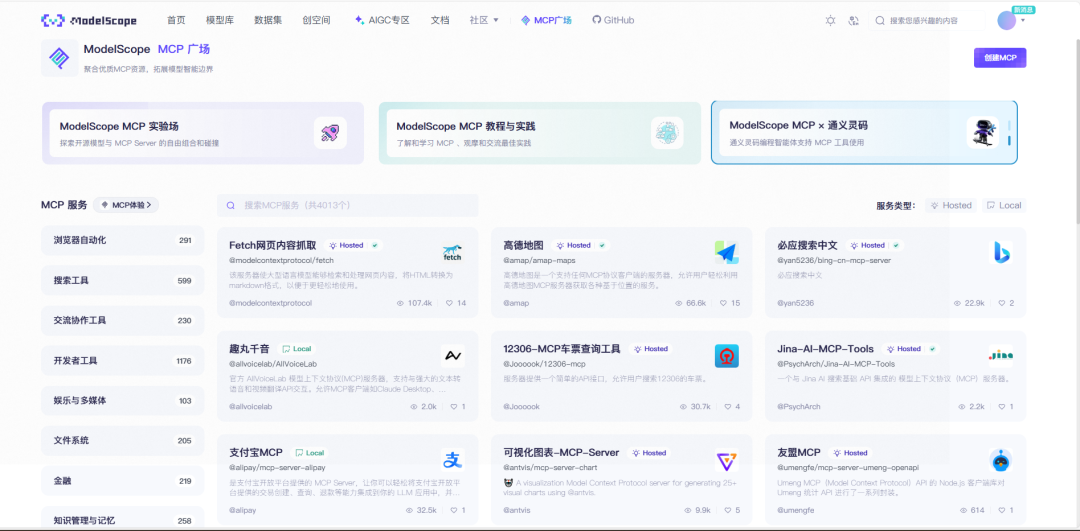 ModelScope
首页 模型库 数据集 创空间 AIGC专区 文档 社区 MCP广场 GitHub
搜索您感兴趣的内容
新消息
ModelScope MCP 广场
聚合优质MCP资源，拓展模型智能边界
创建MCP
ModelScope MCP 实验场
探索开源模型与 MCP Server 的自由组合和碰撞
ModelScope MCP 教程与实践
了解和学习 MCP 、观摩和交流最佳实践
ModelScope MCP × 通义灵码
通义灵码编程智能体支持 MCP 工具使用
MCP 服务 MCP体验
搜索MCP服务（共4013个）
服务类型： Hosted Local
浏览器自动化 291
搜索工具 599
交流协作工具 230
开发者工具 1176
娱乐与多媒体 103
文件系统 205
金融 219
知识管理与记忆 258
Fetch网页内容抓取 Hosted
@modelcontextprotocol/fetch
fetch
该服务器使大型语言模型能够检索和处理网页内容，将HTML转换为
markdown格式，以便于更轻松地使用。
@modelcontextprotocol 107.4k 14
高德地图 Hosted
@amap/amap-maps
高德地图是一个支持任何MCP协议客户端的服务器，允许用户轻松利用
高德地图MCP服务器获取各种基于位置的服务。
@amap 66.6k 15
必应搜索中文 Hosted
@yan5236/bing-cn-mcp-server
必应搜索中文
@yan5236 22.9k 2
趣丸千音 Local
@allvoicelab/AllVoiceLab
官方 AllVoiceLab 模型上下文协议(MCP)服务器，支持与强大的文本转
语音和视频翻译API交互。允许MCP客户端如Claude Desktop、...
@allvoicelab 2.0k 1
12306-MCP车票查询工具 Hosted
@Joooook/12306-mcp
服务器提供一个简单的API接口，允许用户搜索12306的车票。
@Joooook 30.7k 4
Jina-AI-MCP-Tools Hosted
@PsychArch/Jina-AI-MCP-Tools
Jina
一个与 Jina AI 搜索基础 API 集成的 模型上下文协议（MCP）服务器。
@PsychArch 2.2k 1
支付宝MCP Local
@alipay/mcp-server-alipay
支
是支付宝开放平台提供的 MCP Server，让你可以轻松将支付宝开放平
台提供的交易创建、查询、退款等能力集成到你的 LLM 应用中，并...
@alipay 32.5k 1
可视化图表-MCP-Server Hosted
@antvis/mcp-server-chart
A visualization Model Context Protocol server for generating 25+
visual charts using @antvis.
@antvis 9.9k 5
友盟MCP Hosted
@umengfe/mcp-server-umeng-openapi
Umeng MCP（Model Context Protocol）API 的 Node.js 客户端库对
Umeng 统计 API 进行了一系列封装。
@umengfe 614 1